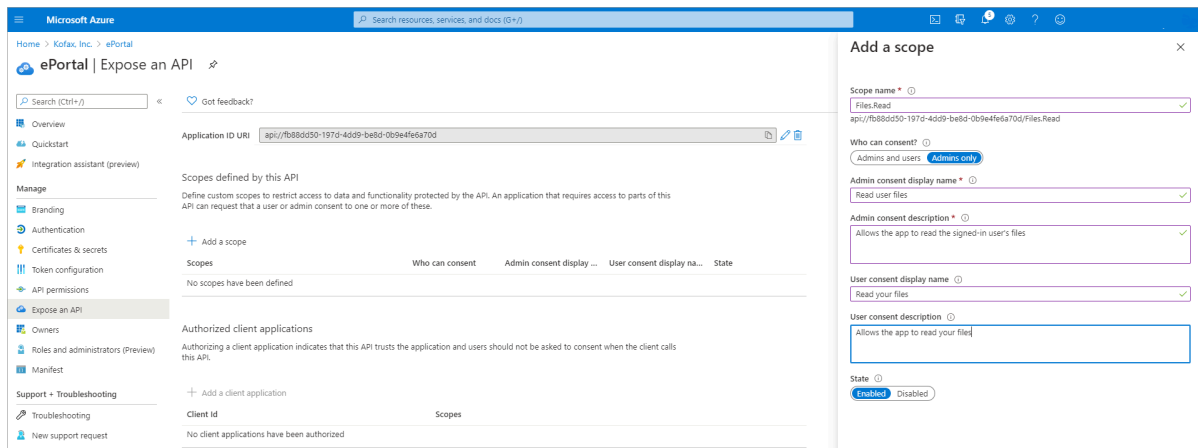 Microsoft Azure
Search resources, services, and docs (G+/)
Home > Kofax, Inc. > ePortal
ePortal | Expose an API
Search (Ctrl+/)
Overview
Quickstart
Integration assistant (preview)
Manage
Branding
Authentication
Certificates & secrets
Token configuration
API permissions
Expose an API
Owners
Roles and administrators (Preview)
Manifest
Support + Troubleshooting
Troubleshooting
New support request
Got feedback?
Application ID URI api://fb88dd50-197d-4dd9-be8d-0b9e4fe6a70d
Scopes defined by this API
Define custom scopes to restrict access to data and functionality protected by the API. An application that requires access to parts of this
API can request that a user or admin consent to one or more of these.
Add a scope
Scopes Who can consent Admin consent display ... User consent display na... State
No scopes have been defined
Authorized client applications
Authorizing a client application indicates that this API trusts the application and users should not be asked to consent when the client calls
this API.
Add a client application
Client Id Scopes
No client applications have been authorized
Add a scope
Scope name *
Files.Read
api://fb88dd50-197d-4dd9-be8d-0b9e4fe6a70d/Files.Read
Who can consent?
Admins and users Admins only
Admin consent display name *
Read user files
Admin consent description *
Allows the app to read the signed-in user's files
User consent display name
Read your files
User consent description
Allows the app to read your files
State
Enabled Disabled